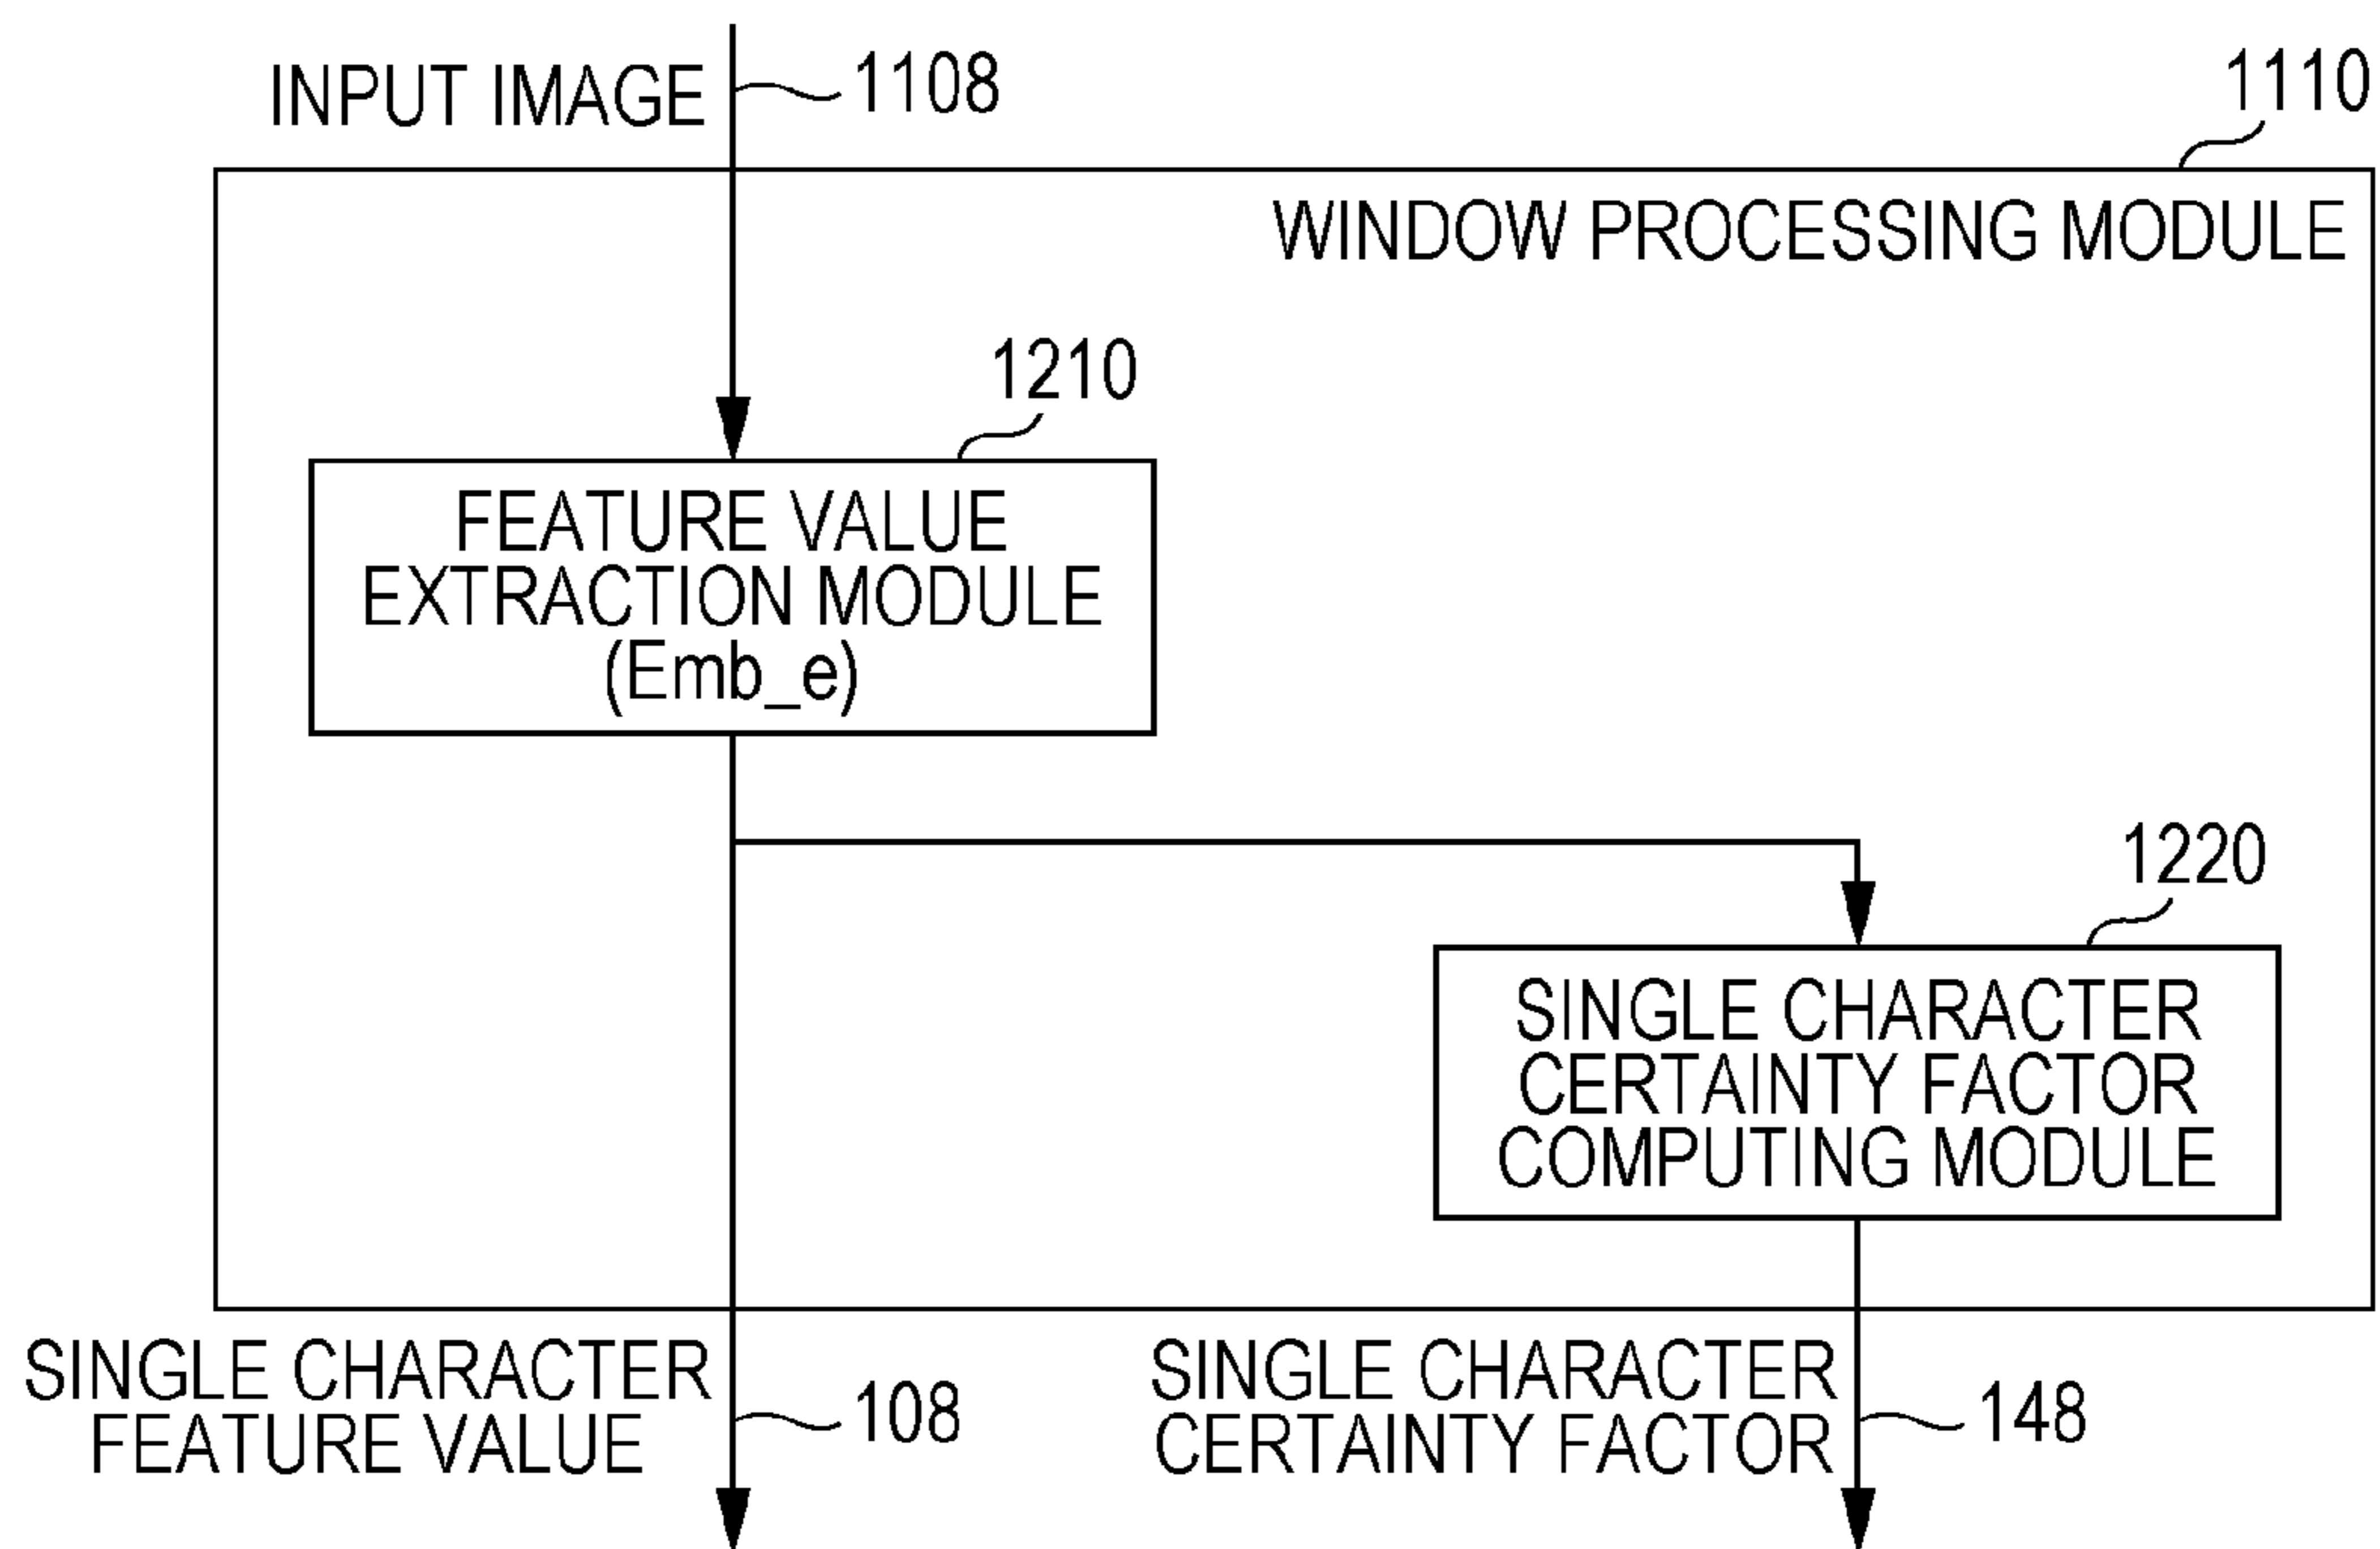 INPUT IMAGE
1108
1110
WINDOW PROCESSING MODULE
1210
FEATURE VALUE
EXTRACTION MODULE
(Emb_e)
1220
SINGLE CHARACTER
CERTAINTY FACTOR
COMPUTING MODULE
SINGLE CHARACTER
FEATURE VALUE
108
SINGLE CHARACTER
CERTAINTY FACTOR
148